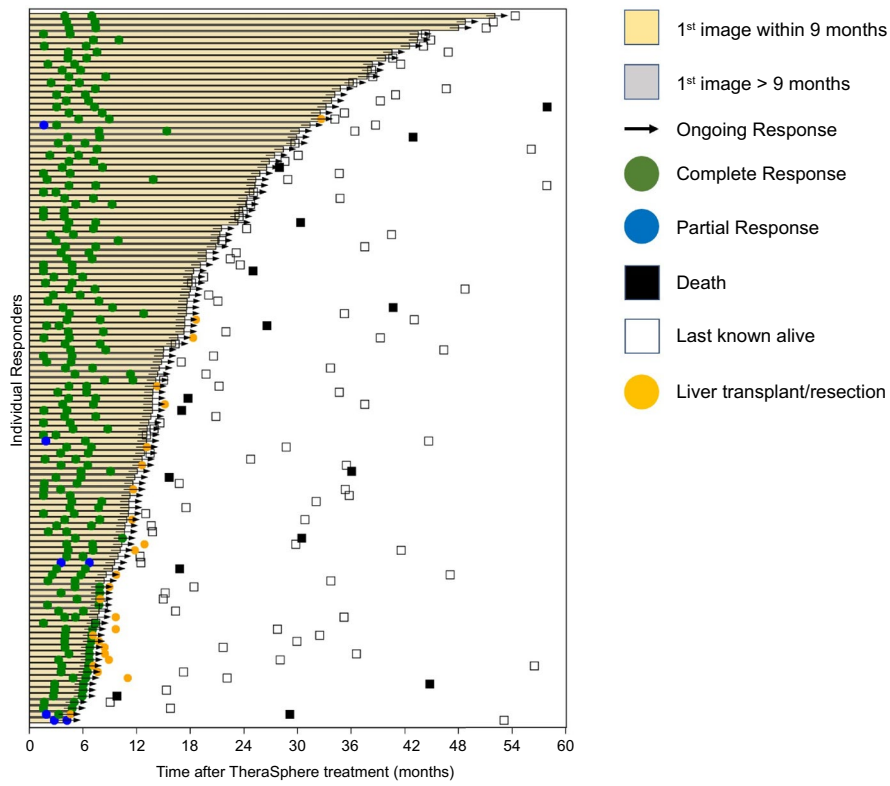 Individual Responders
0 6 12 18 24 30 36 42 48 54 60
Time after TheraSphere treatment (months)
1st image within 9 months
1st image > 9 months
Ongoing Response
Complete Response
Partial Response
Death
Last known alive
Liver transplant/resection